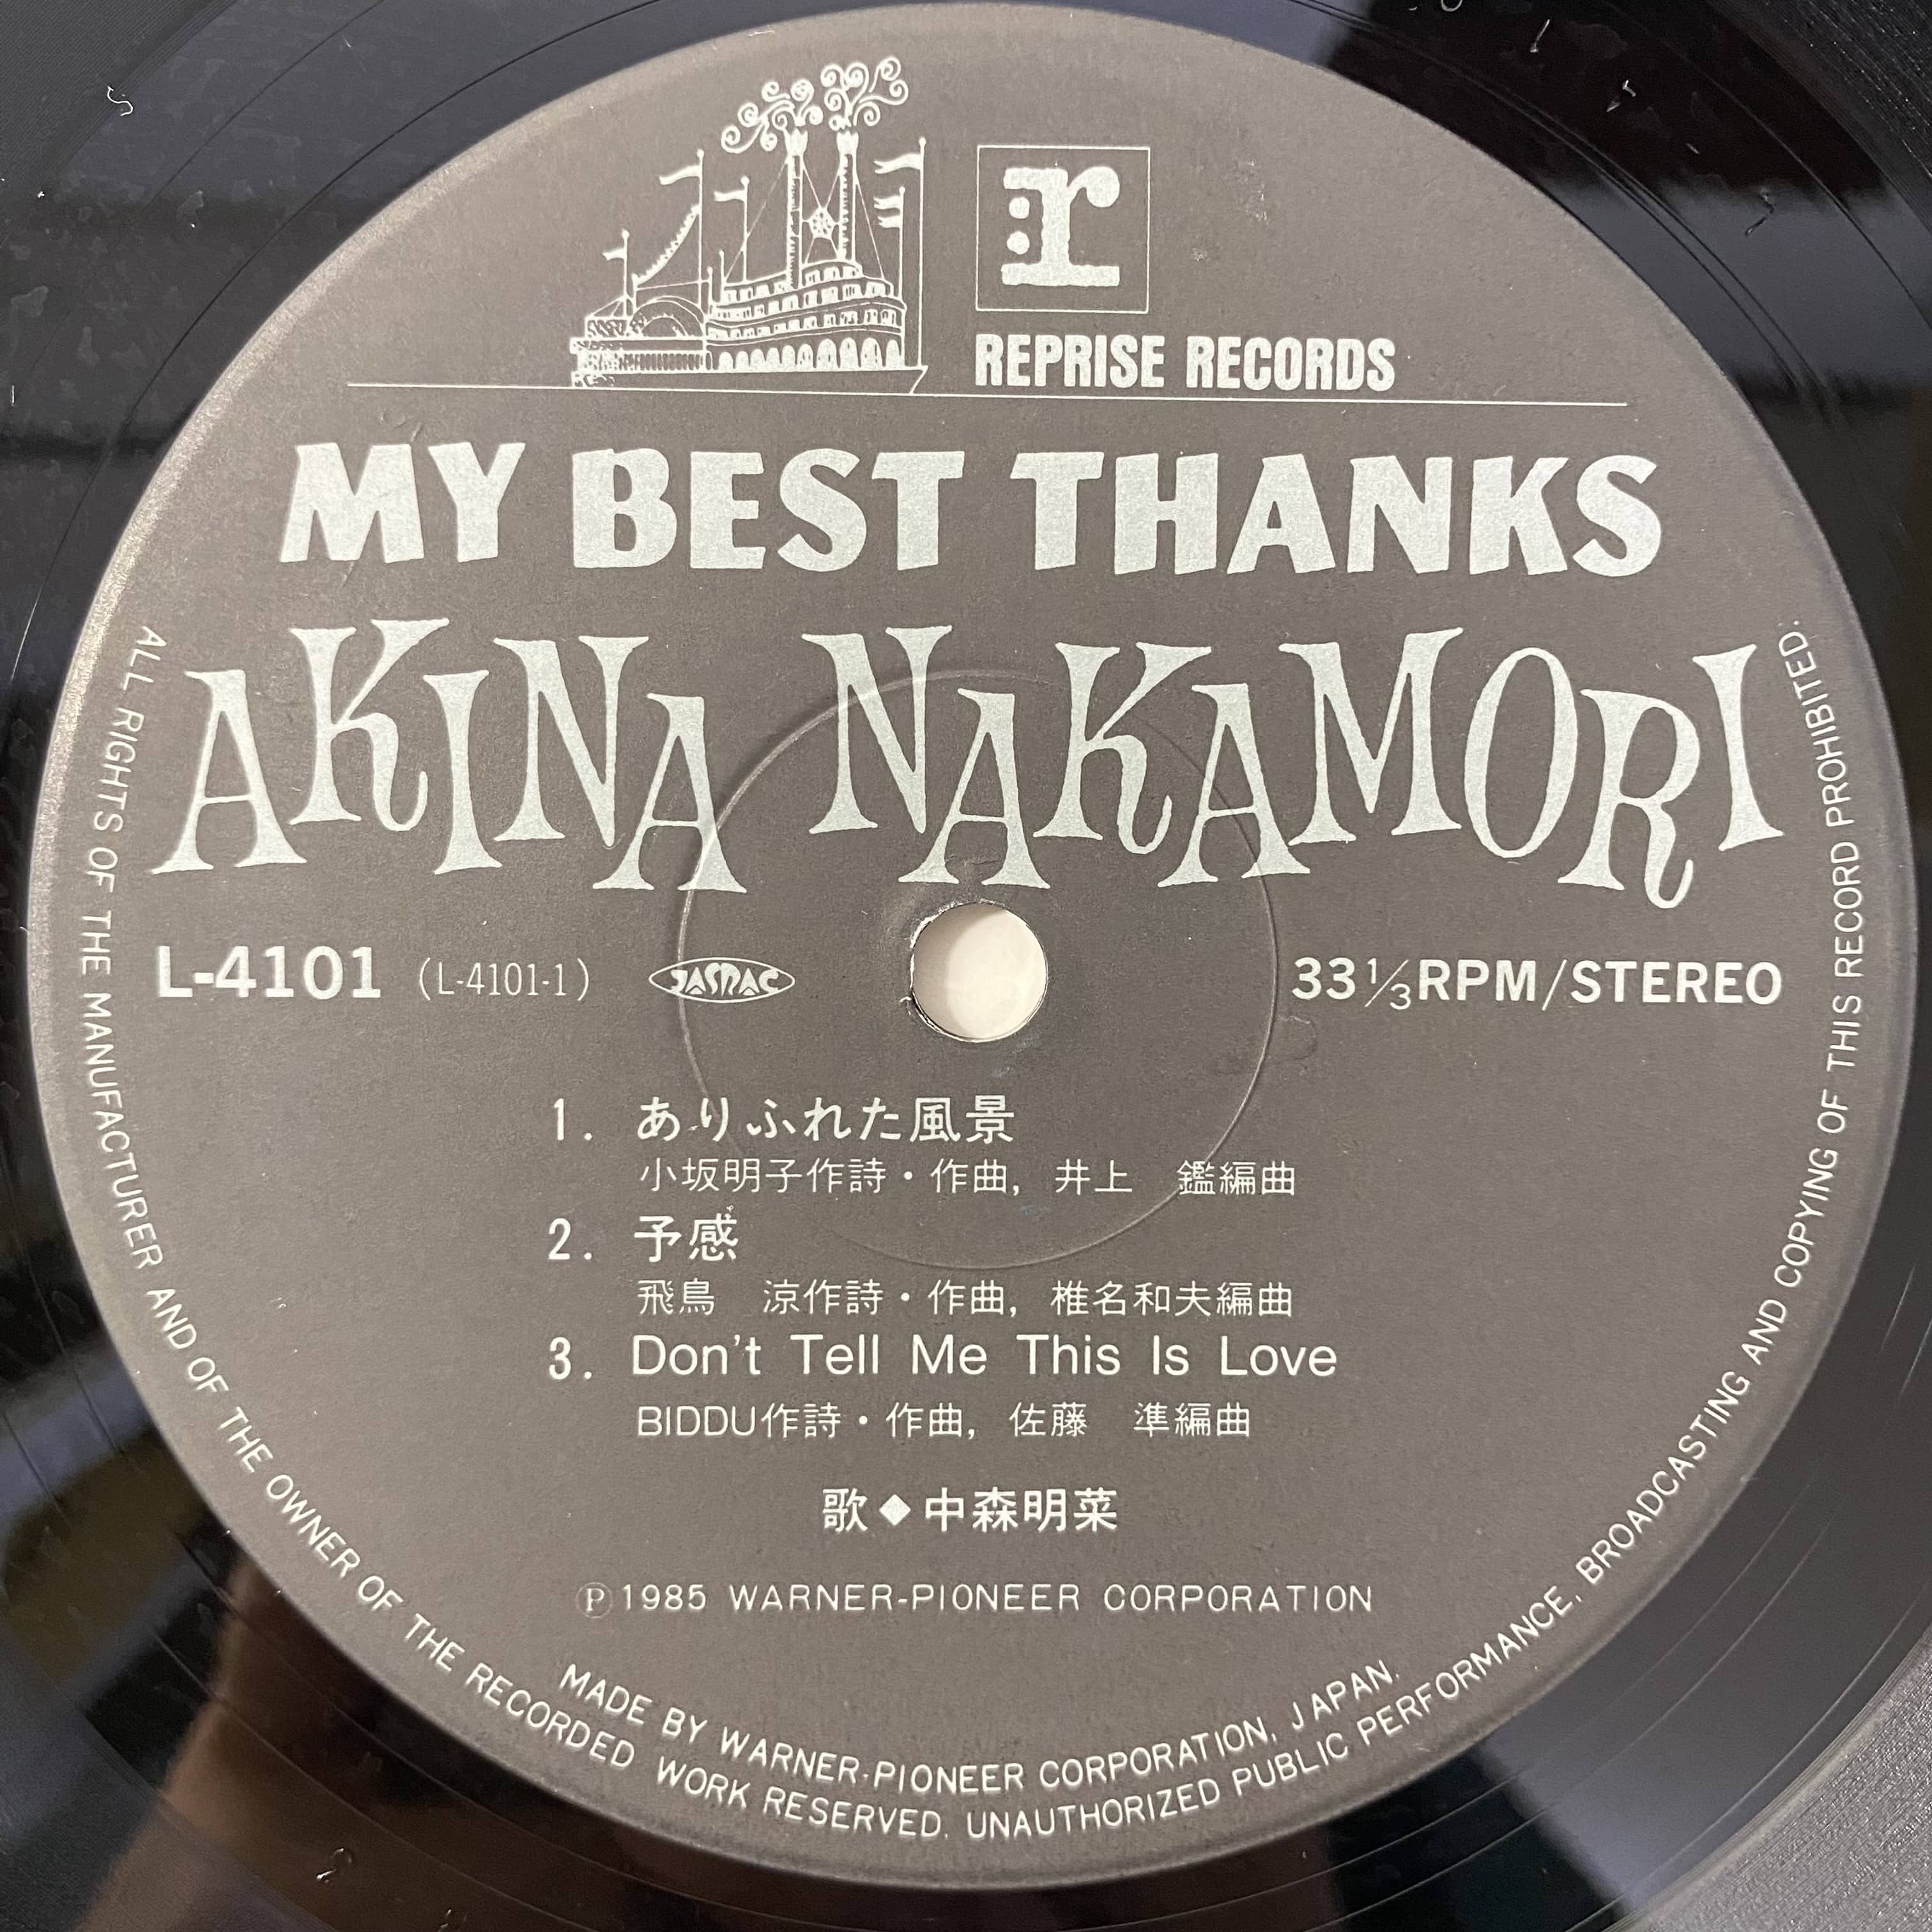 r
REPRISE RECORDS
MY BEST THANKS
AKINA NAKAMORI
L-4101 (L-4101-1) JASRAC 33⅓RPM/STEREO
1. ありふれた風景
小坂明子作詩・作曲, 井上　鑑編曲
2. 予感
飛鳥　涼作詩・作曲, 椎名和夫編曲
3. Don't Tell Me This Is Love
BIDDU作詩・作曲, 佐藤　準編曲
歌◆中森明菜
Ⓟ1985 WARNER-PIONEER CORPORATION
MADE BY WARNER-PIONEER CORPORATION, JAPAN.
ALL RIGHTS OF THE MANUFACTURER AND OF THE OWNER OF THE RECORDED WORK RESERVED. UNAUTHORIZED PUBLIC PERFORMANCE, BROADCASTING AND COPYING OF THIS RECORD PROHIBITED.